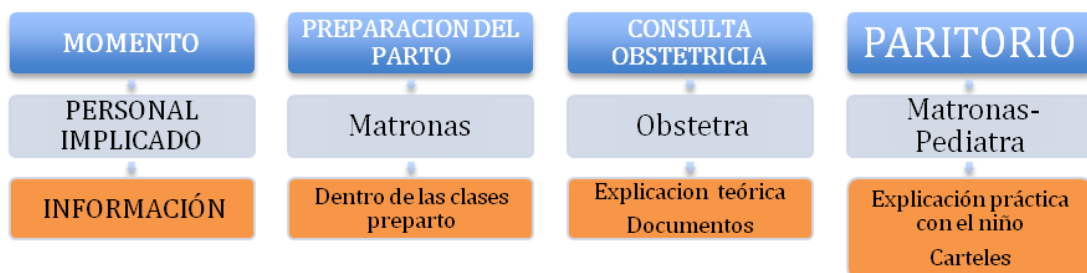 MOMENTO
PERSONAL
IMPLICADO
INFORMACIÓN
PREPARACION DEL
PARTO
Matronas
Dentro de las clases
preparto
CONSULTA
OBSTETRICIA
Obstetra
Explicacion teórica
Documentos
PARITORIO
Matronas-
Pediatra
Explicación práctica
con el niño
Carteles